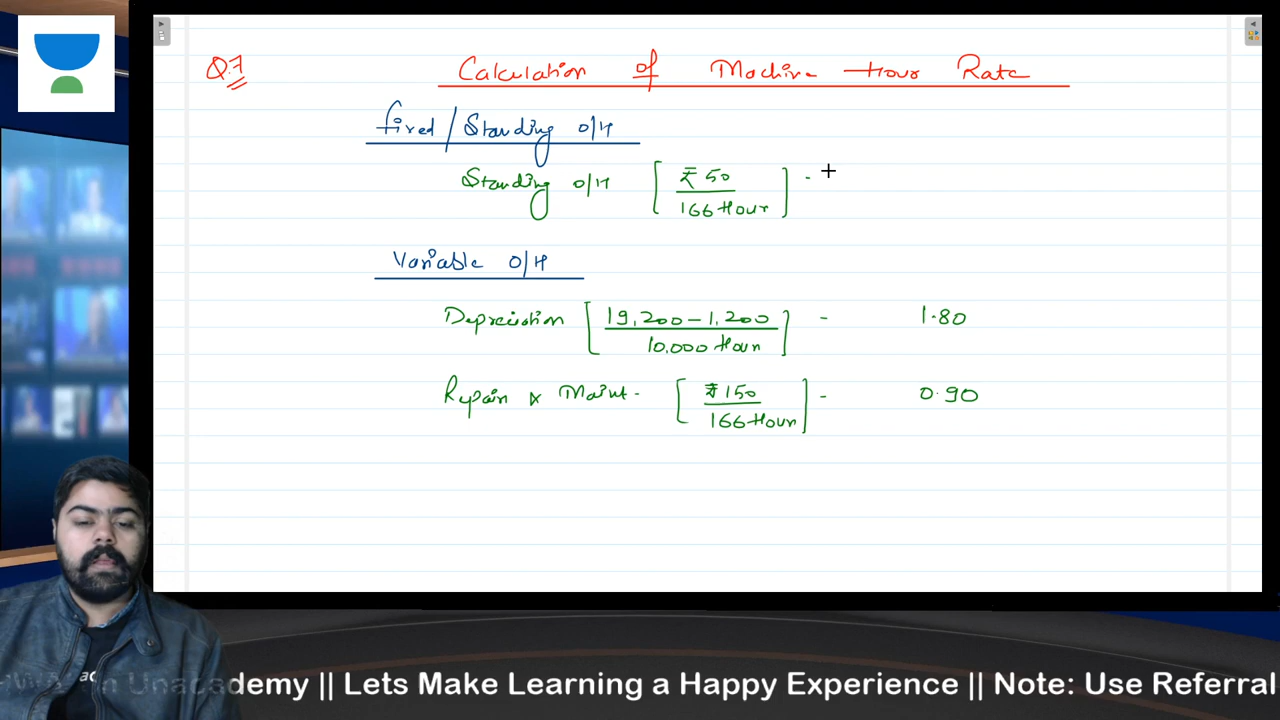 Q.7 Calculation of Machine Hour Rate
Fixed / Standing O/H
Standing O/H [ ₹ 50 / 166 Hour ] -
Variable O/H
Depreciation [ 19,200 - 1,200 / 10,000 Hour ] - 1.80
Repair & Maint. [ ₹ 150 / 166 Hour ] - 0.90
Unacademy || Lets Make Learning a Happy Experience || Note: Use Referral